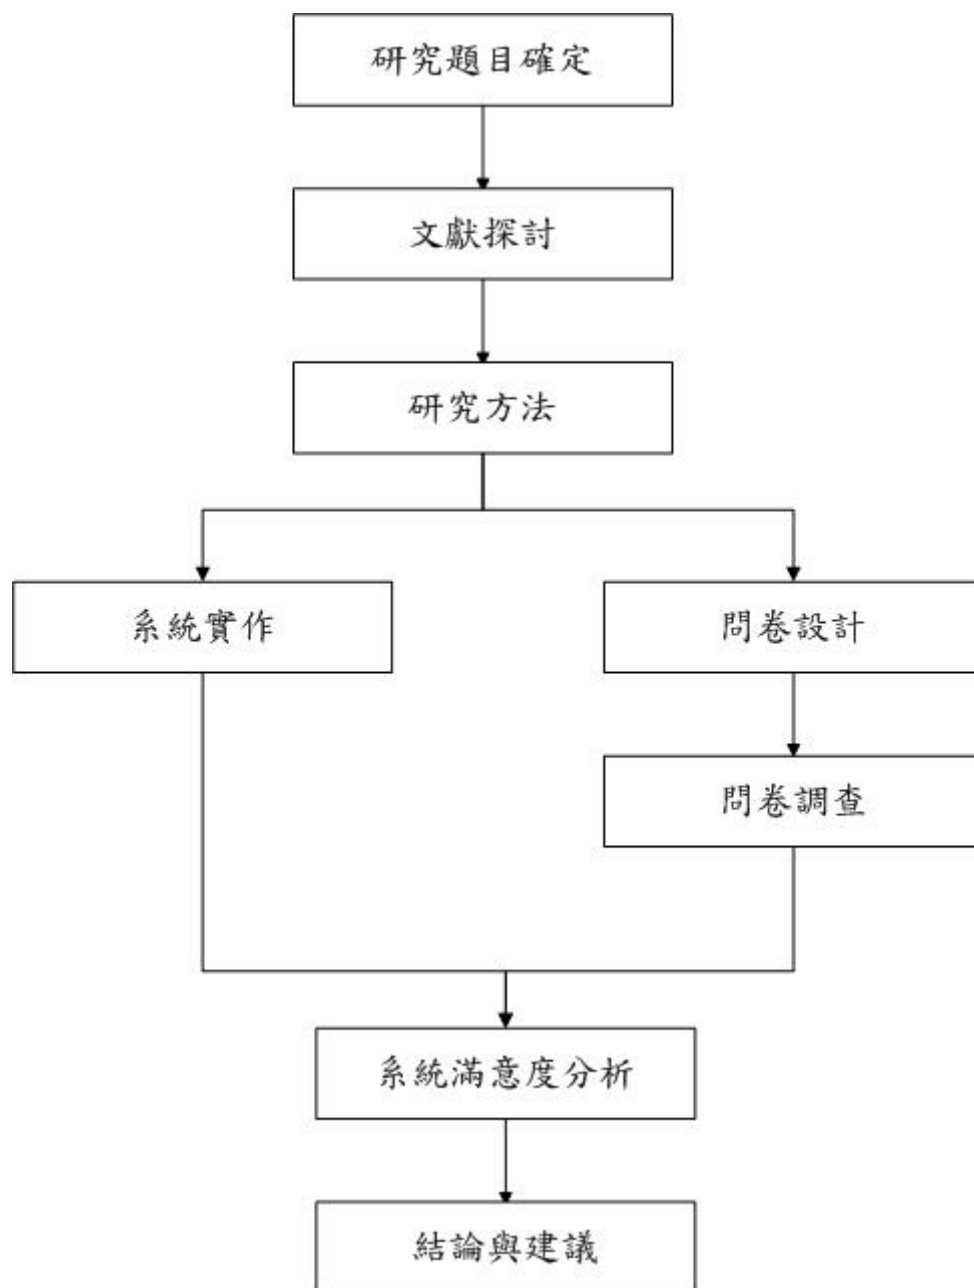 研究題目確定
文獻探討
研究方法
系統實作
問卷設計
問卷調查
系統滿意度分析
結論與建議